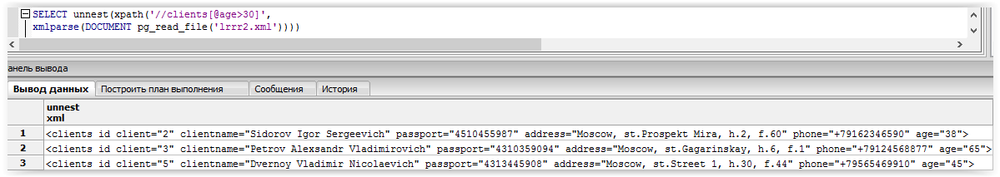 SELECT unnest(xpath('//clients[@age>30]',
xmlparse(DOCUMENT pg_read_file('lrrr2.xml'))))
анель вывода
Вывод данных Построить план выполнения Сообщения История
unnest
xml
1 <clients id client="2" clientname="Sidorov Igor Sergeevich" passport="4510455987" address="Moscow, st.Prospekt Mira, h.2, f.60" phone="+79162346590" age="38">
2 <clients id client="3" clientname="Petrov Alexsandr Vladimirovich" passport="4310359094" address="Moscow, st.Gagarinskay, h.6, f.1" phone="+79124568877" age="65">
3 <clients id client="5" clientname="Dvernoy Vladimir Nicolaevich" passport="4313445908" address="Moscow, st.Street 1, h.30, f.44" phone="+79565469910" age="45">